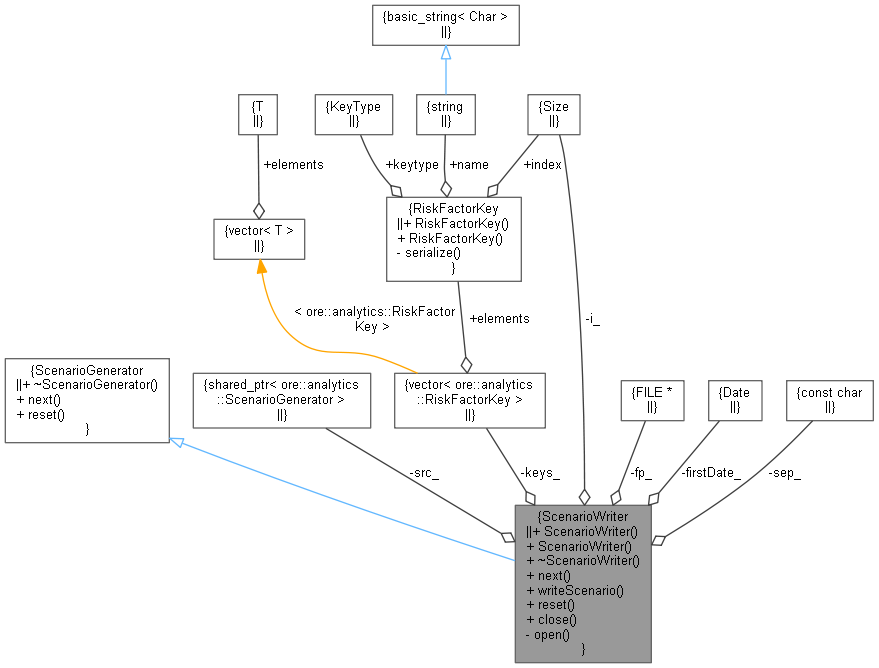 {basic_string< Char >
||}
{T
||}
{KeyType
||}
{string
||}
{Size
||}
+elements
+keytype
+name
+index
{vector< T >
||}
{RiskFactorKey
||+ RiskFactorKey()
+ RiskFactorKey()
- serialize()
}
< ore::analytics::RiskFactor
Key >
+elements
-i_
{ScenarioGenerator
||+ ~ScenarioGenerator()
+ next()
+ reset()
}
{shared_ptr< ore::analytics
::ScenarioGenerator >
||}
{vector< ore::analytics
::RiskFactorKey >
||}
{FILE *
||}
{Date
||}
{const char
||}
-src_
-keys_
-fp_
-firstDate_
-sep_
{ScenarioWriter
||+ ScenarioWriter()
+ ScenarioWriter()
+ ~ScenarioWriter()
+ next()
+ writeScenario()
+ reset()
+ close()
- open()
}